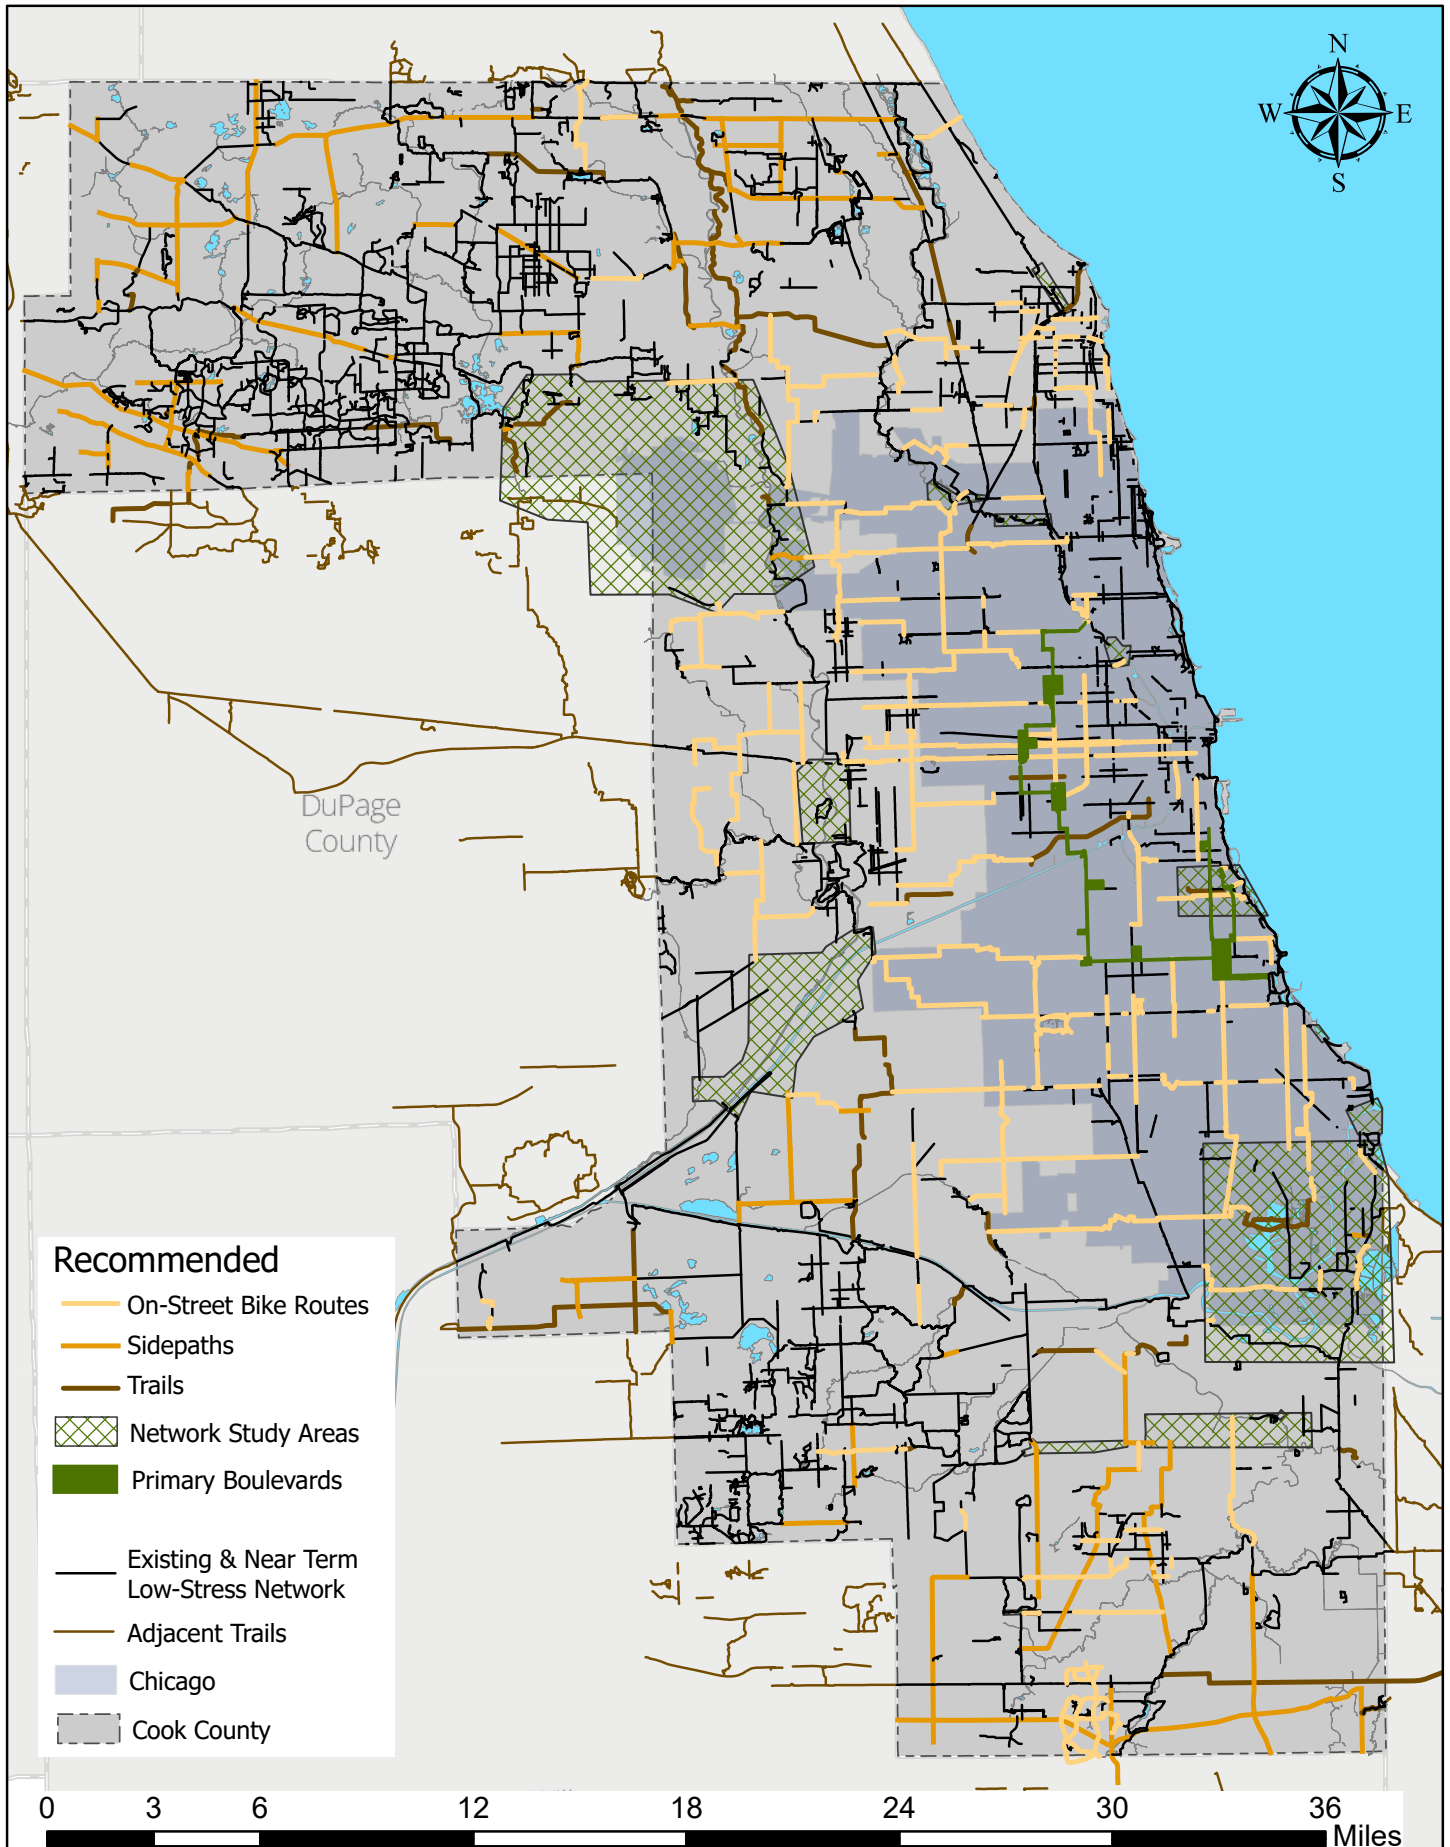 N
W E
S
DuPage
County
Recommended
On-Street Bike Routes
Sidepaths
Trails
Network Study Areas
Primary Boulevards
Existing & Near Term
Low-Stress Network
Adjacent Trails
Chicago
Cook County
0 3 6 12 18 24 30 36
Miles